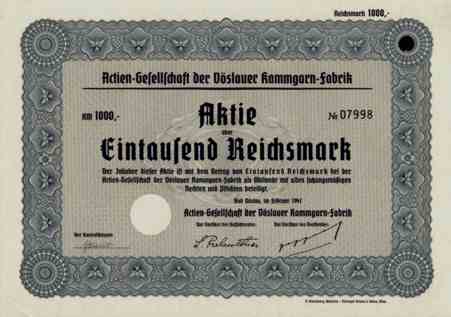 Reichsmark 1000,-
Actien-Gesellschaft der Vöslauer Kammgarn-Fabrik
RM 1000,- Aktie № 07998
über
Eintausend Reichsmark
Der Inhaber dieser Aktie ist mit dem Betrag von Eintausend Reichsmark bei der
Actien-Gesellschaft der Vöslauer Kammgarn-Fabrik als Aktionär mit allen satzungsmäßigen
Rechten und Pflichten beteiligt.
Bad Vöslau, im Februar 1941
Actien-Gesellschaft der Vöslauer Kammgarn-Fabrik
Der Kontrollbeamte: Der Vorsitzer des Aufsichtsrates: Der Vorsitzer des Vorstandes: